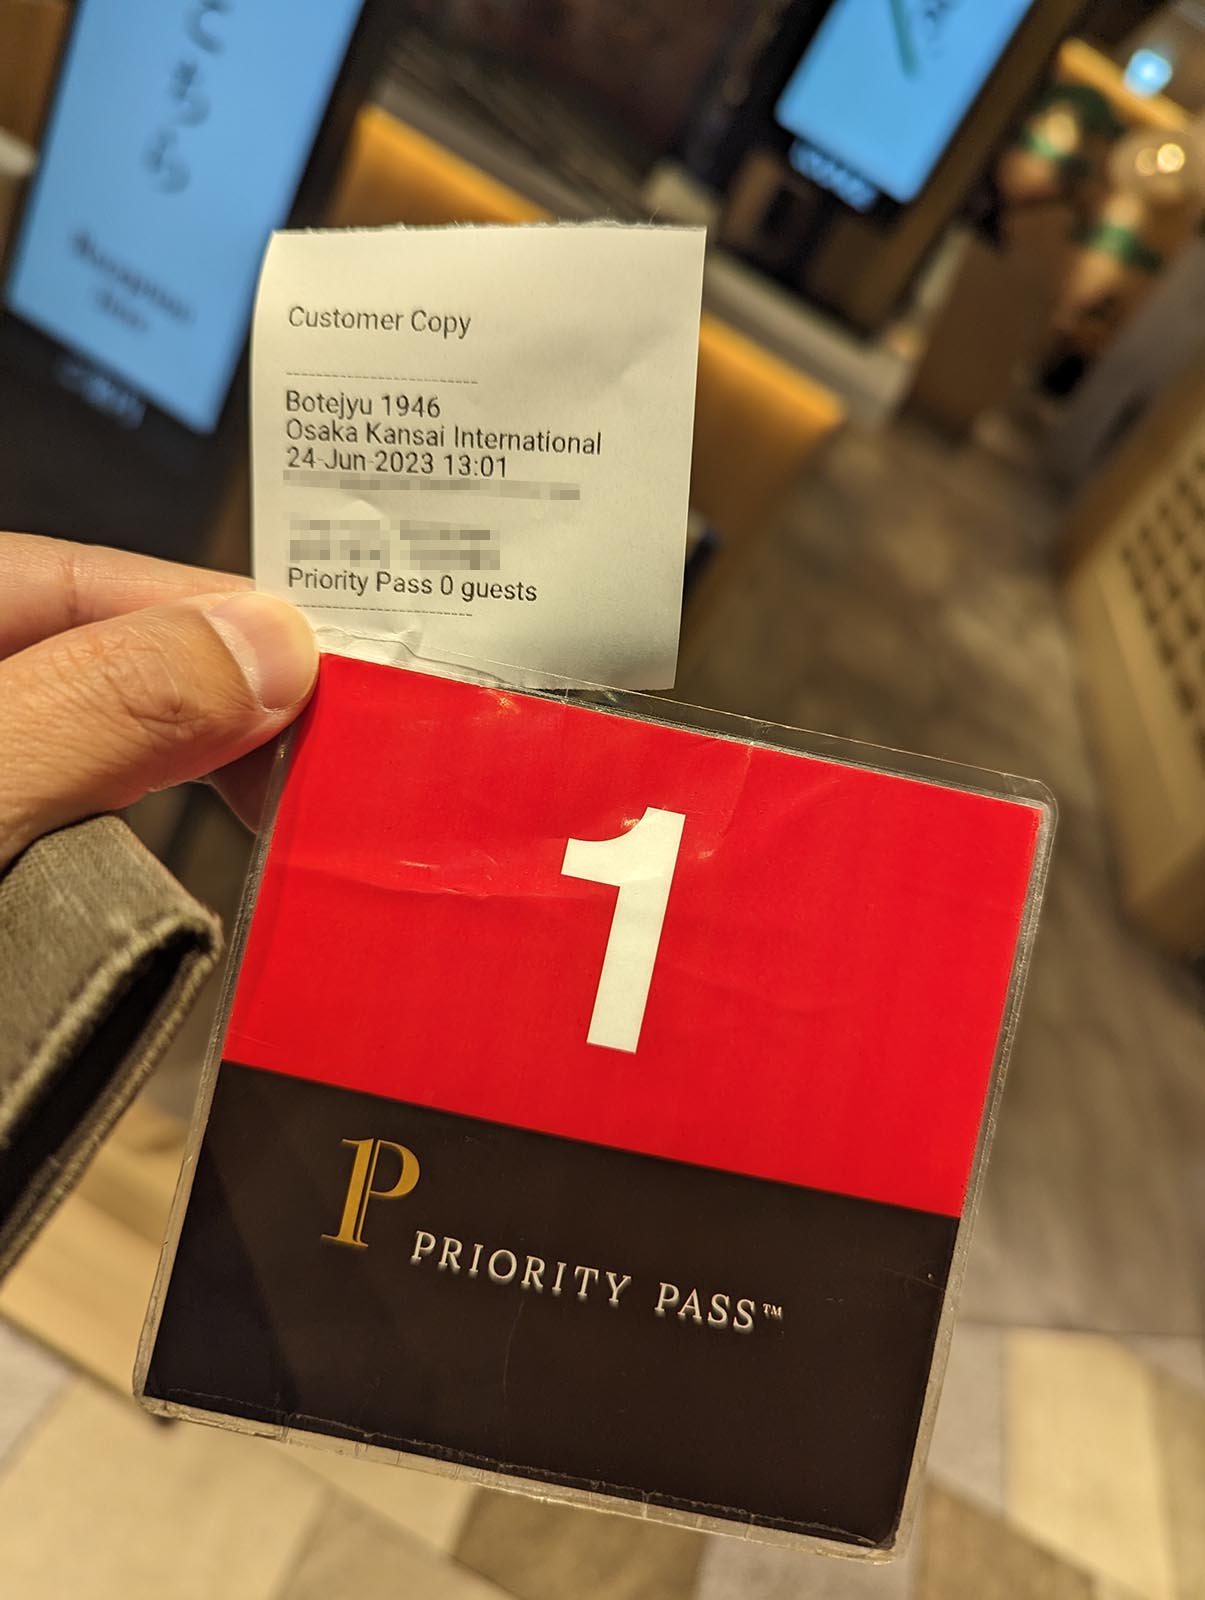 Customer Copy
Botejyu 1946
Osaka Kansai International
24-Jun-2023 13:01
Priority Pass 0 guests
1
P PRIORITY PASS™